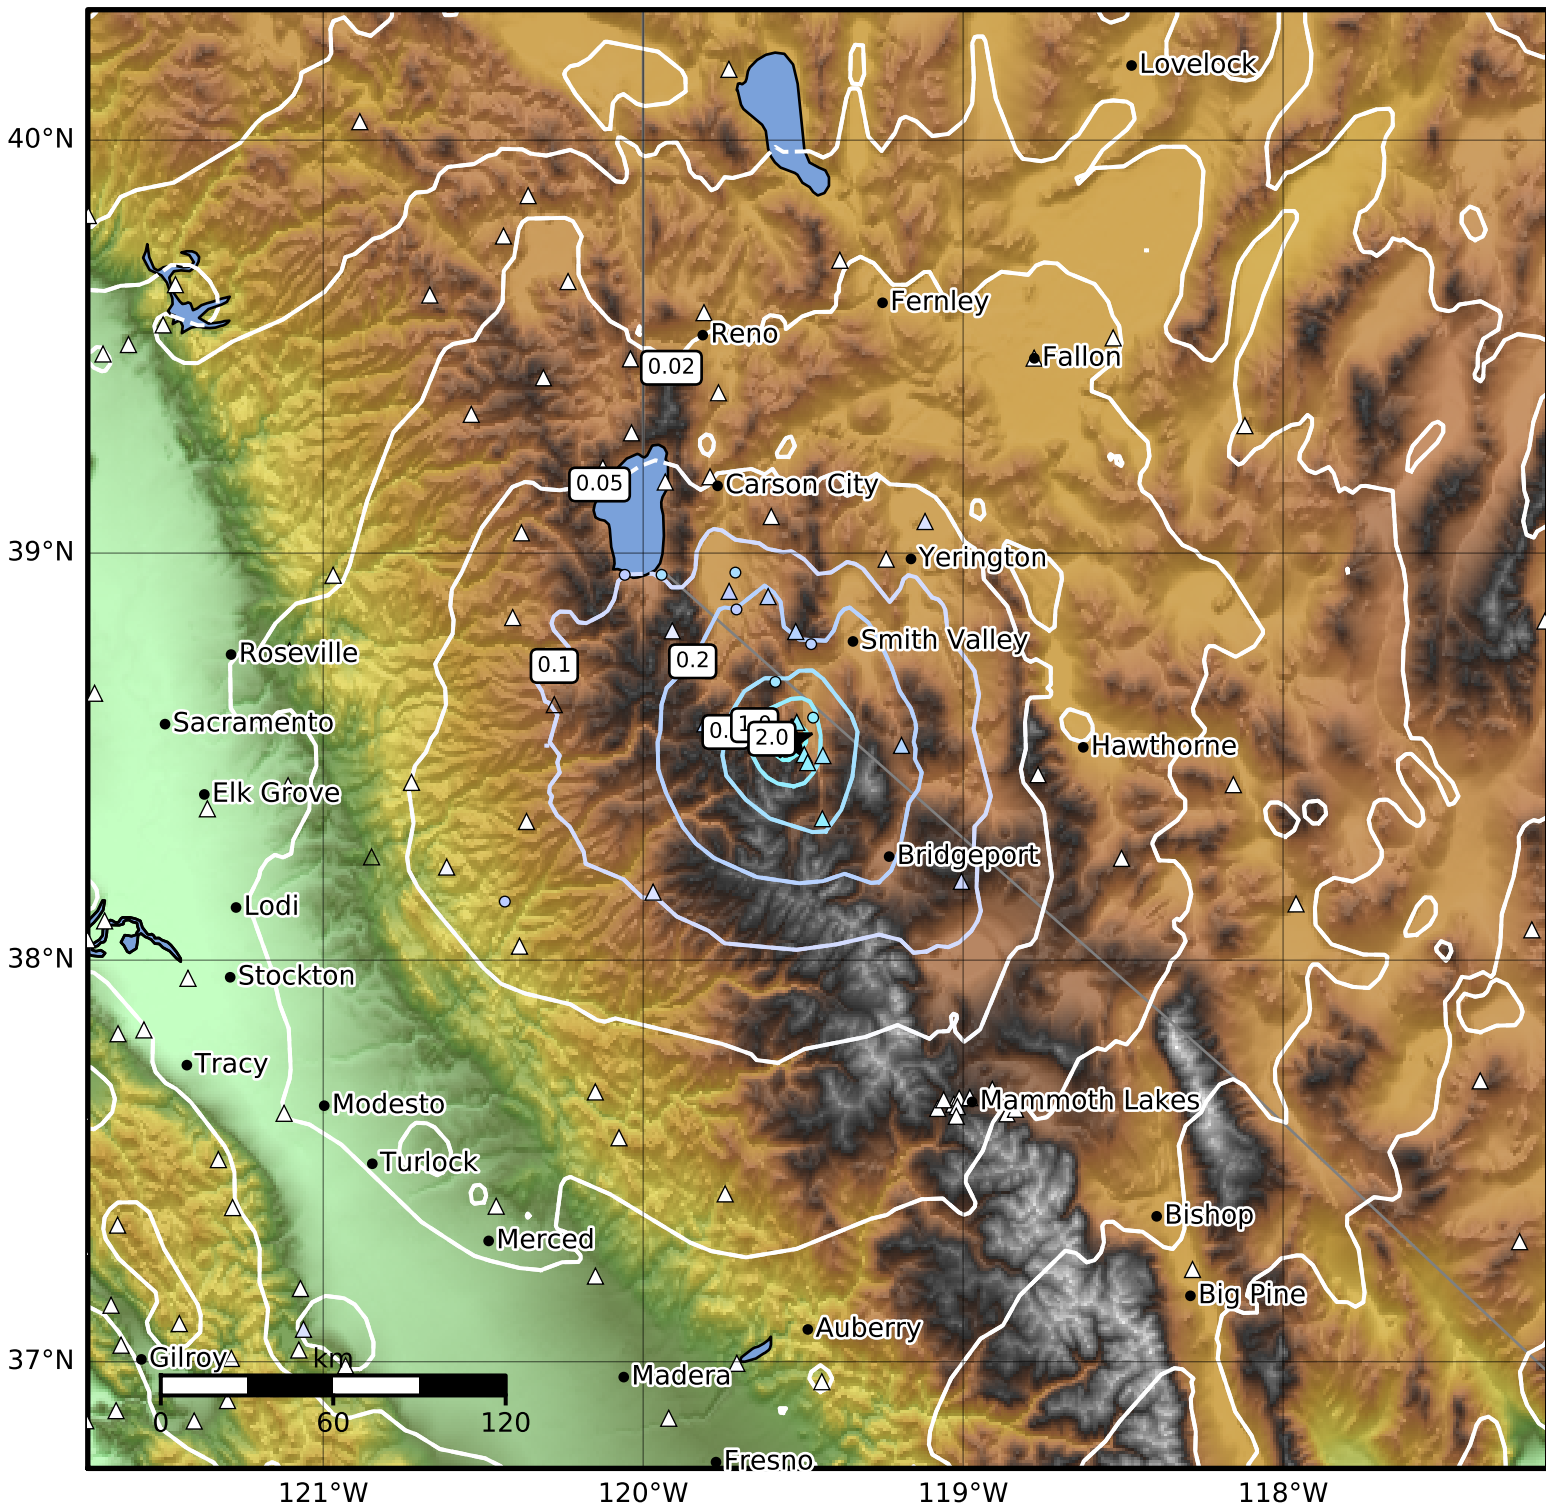 Lovelock
40°N
Fernley
Reno
Fallon
0.02
0.05
Carson City
39°N
Yerington
Smith Valley
Roseville
0.1
0.2
Sacramento
1.0
2.0
Hawthorne
Elk Grove
Bridgeport
Lodi
38°N
Stockton
Tracy
Mammoth Lakes
Modesto
Turlock
Bishop
Merced
Big Pine
Auberry
37°N
Gilroy
km
Madera
0 60 120
Fresno
121°W 120°W 119°W 118°W